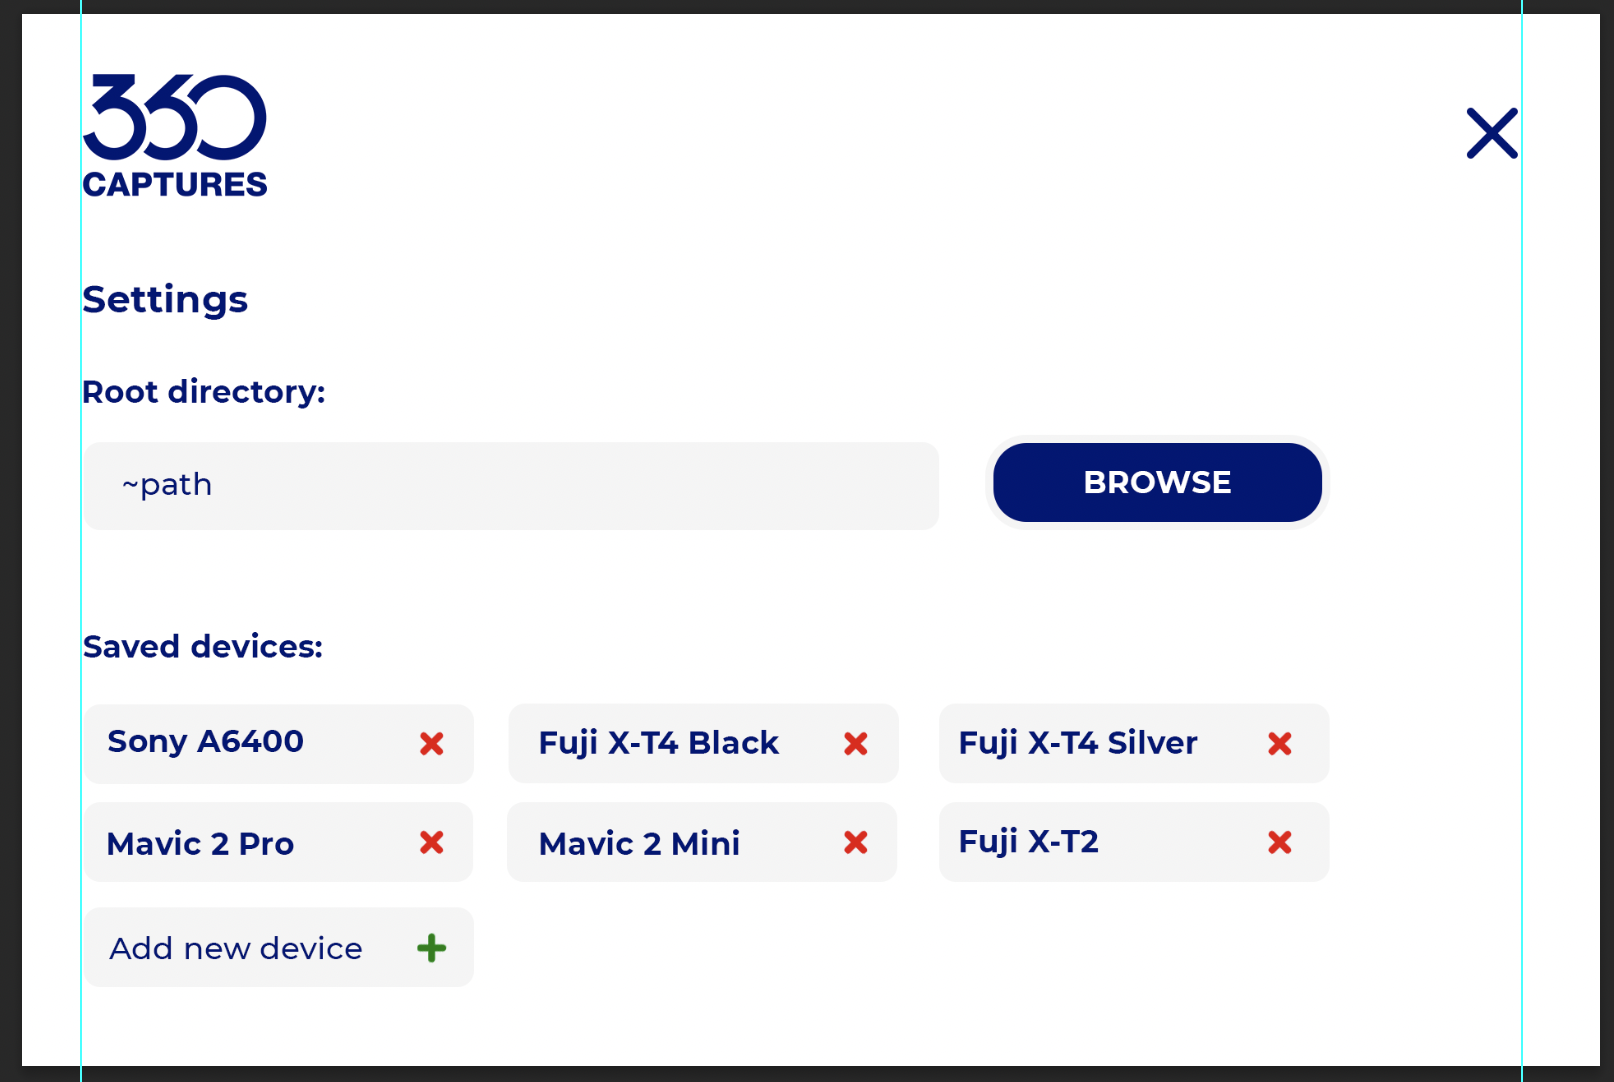 360
CAPTURES
Settings
Root directory:
~path
BROWSE
Saved devices:
Sony A6400
Fuji X-T4 Black
Fuji X-T4 Silver
Mavic 2 Pro
Mavic 2 Mini
Fuji X-T2
Add new device